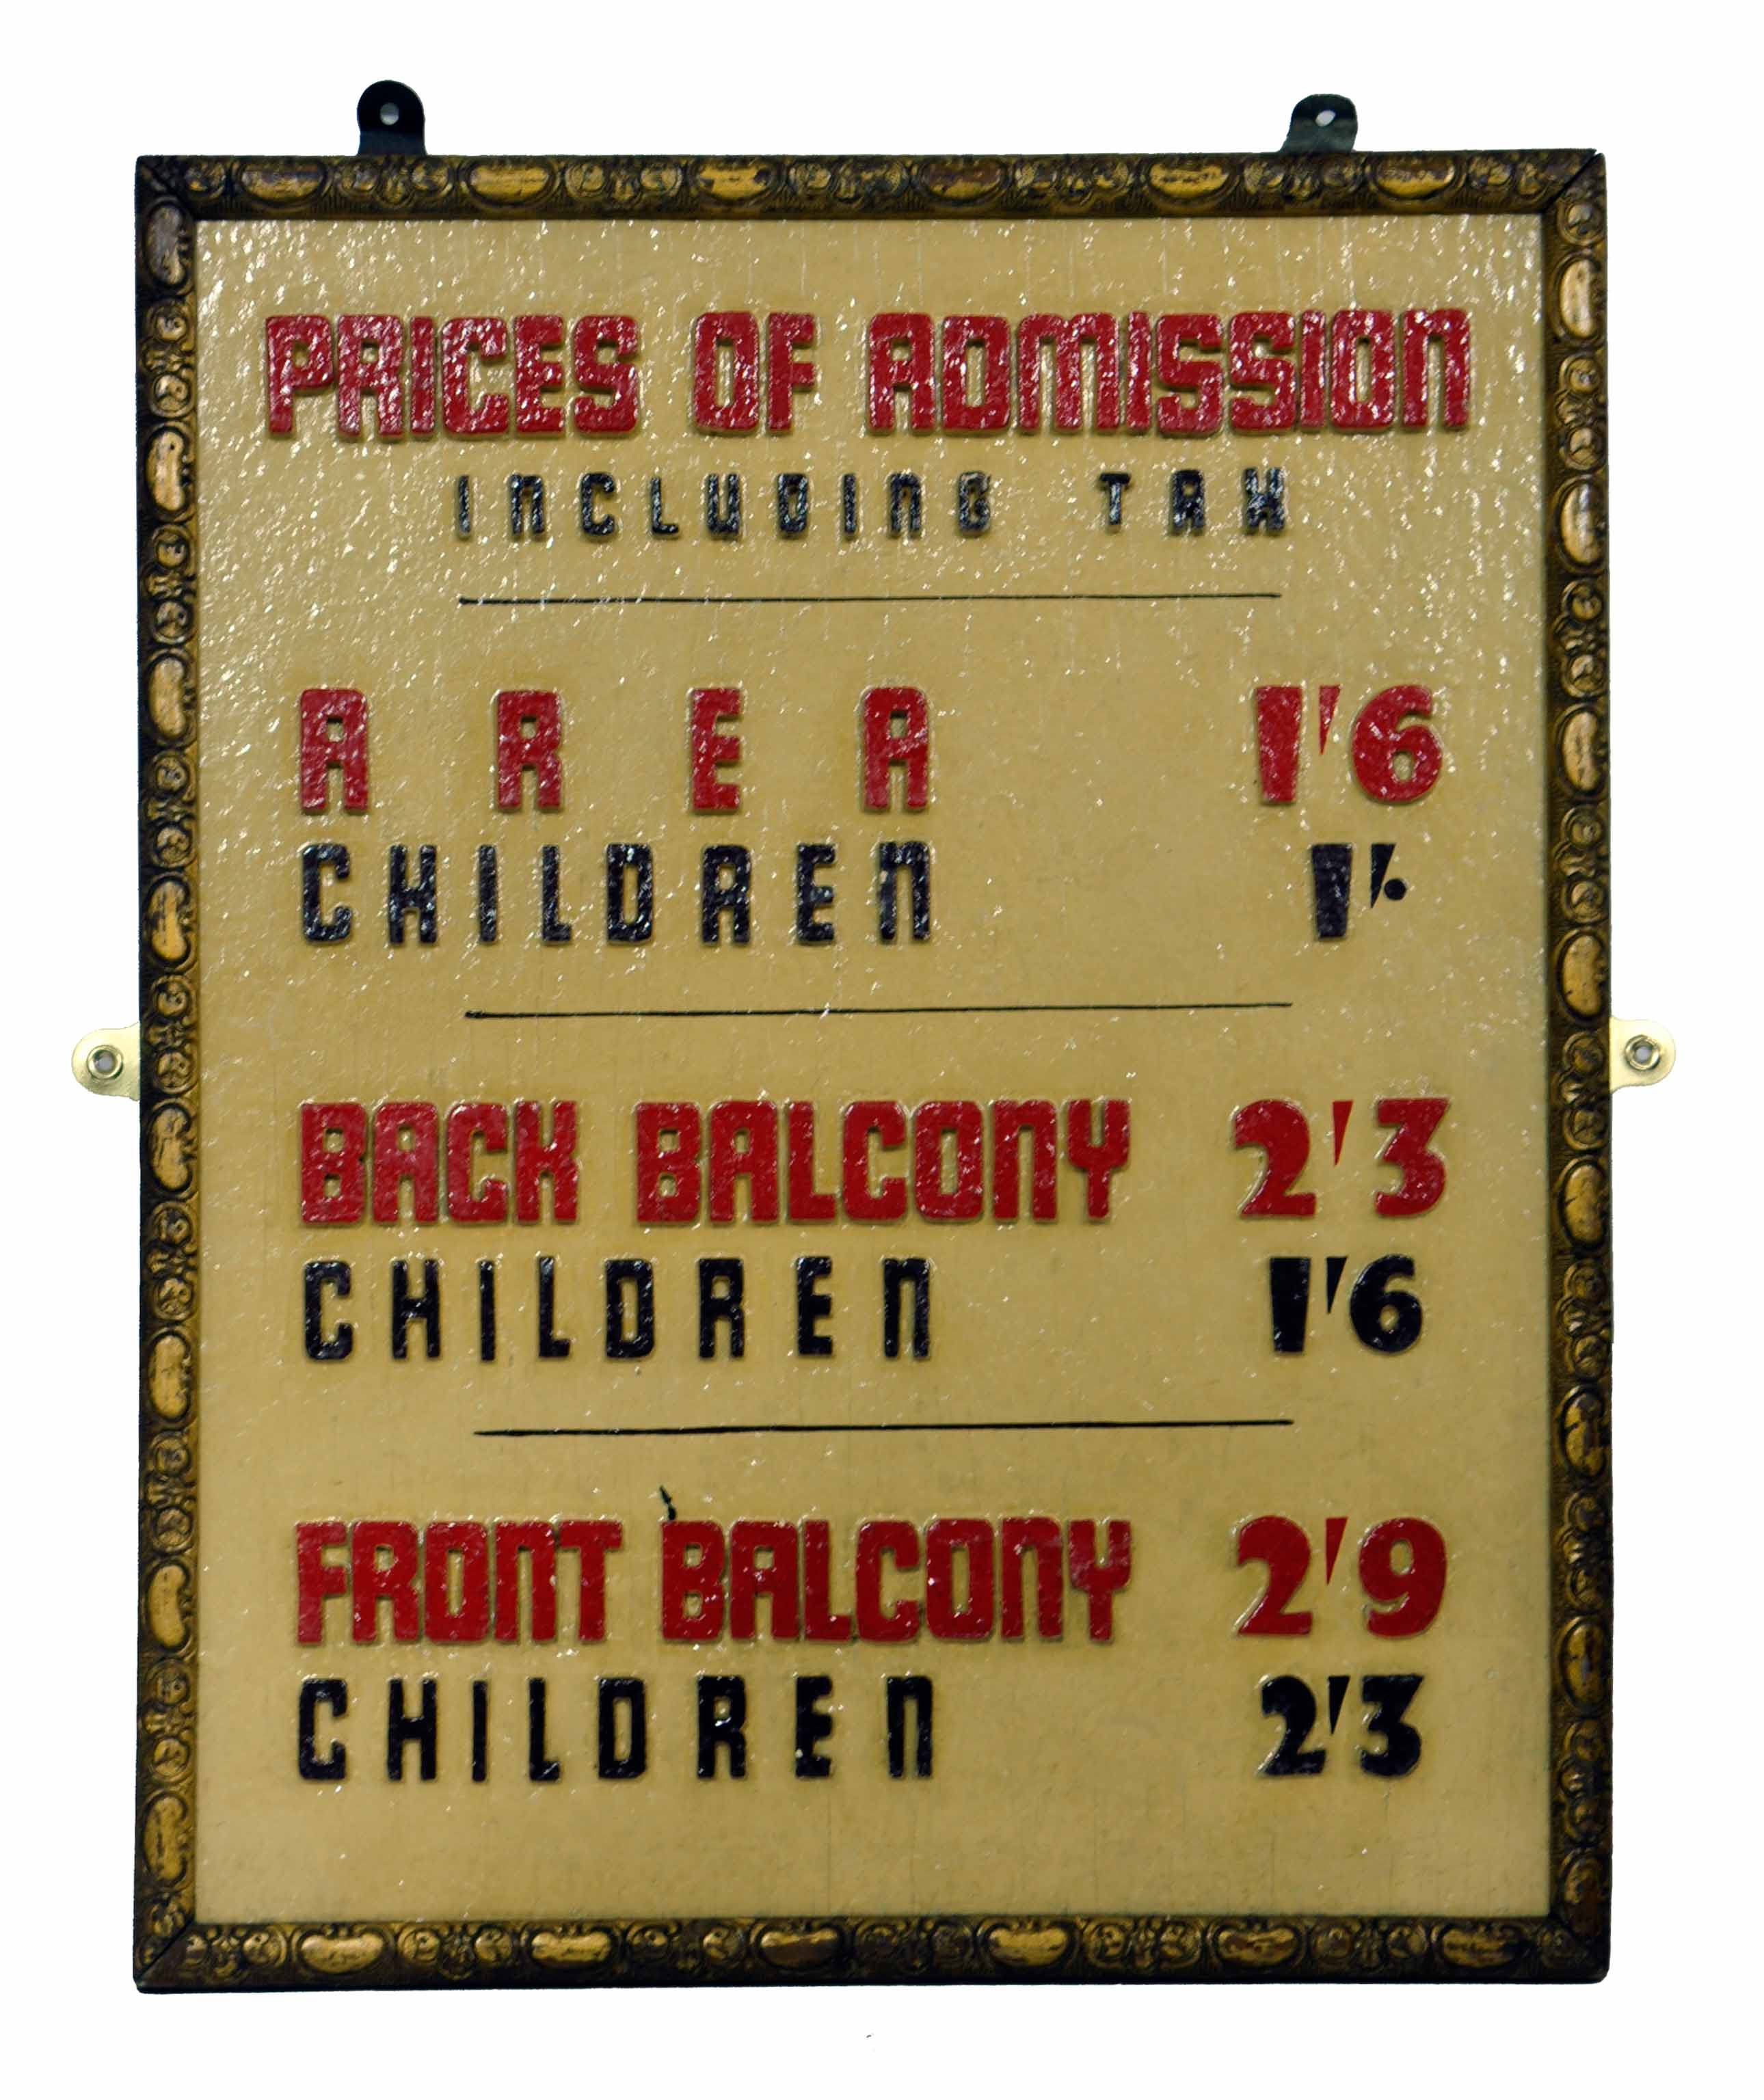 PRICES OF ADMISSION
INCLUDING TAX
AREA 1'6
CHILDREN 1'-
BACK BALCONY 2'3
CHILDREN 1'6
FRONT BALCONY 2'9
CHILDREN 2'3